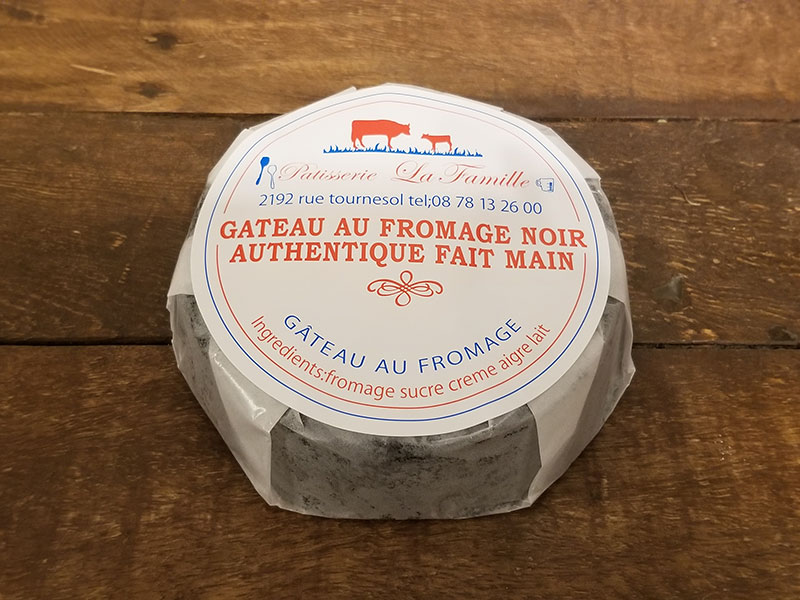 Patisserie La Famille
2192 rue tournesol tel;08 78 13 26 00
GATEAU AU FROMAGE NOIR
AUTHENTIQUE FAIT MAIN
GÂTEAU AU FROMAGE
Ingredients:fromage sucre creme aigre lait